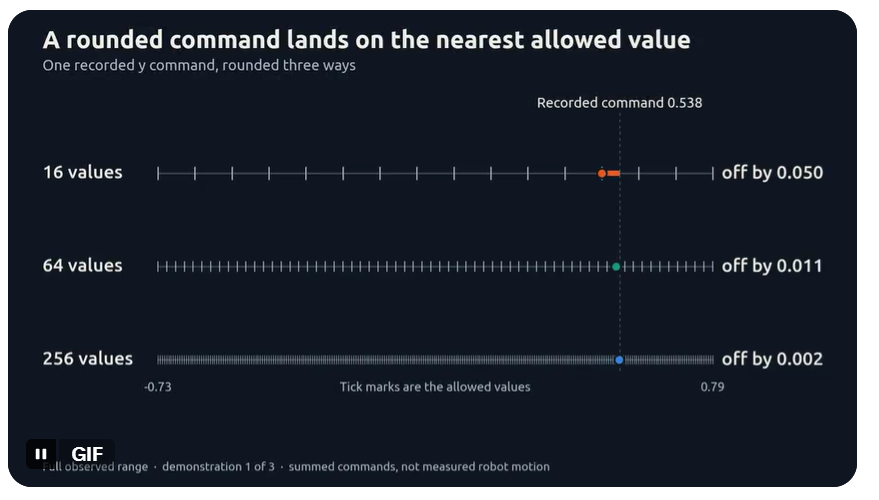 A rounded command lands on the nearest allowed value
One recorded y command, rounded three ways
Recorded command 0.538
16 values
off by 0.050
64 values
off by 0.011
256 values
off by 0.002
-0.73
Tick marks are the allowed values
0.79
GIF
Full observed range · demonstration 1 of 3 · summed commands, not measured robot motion